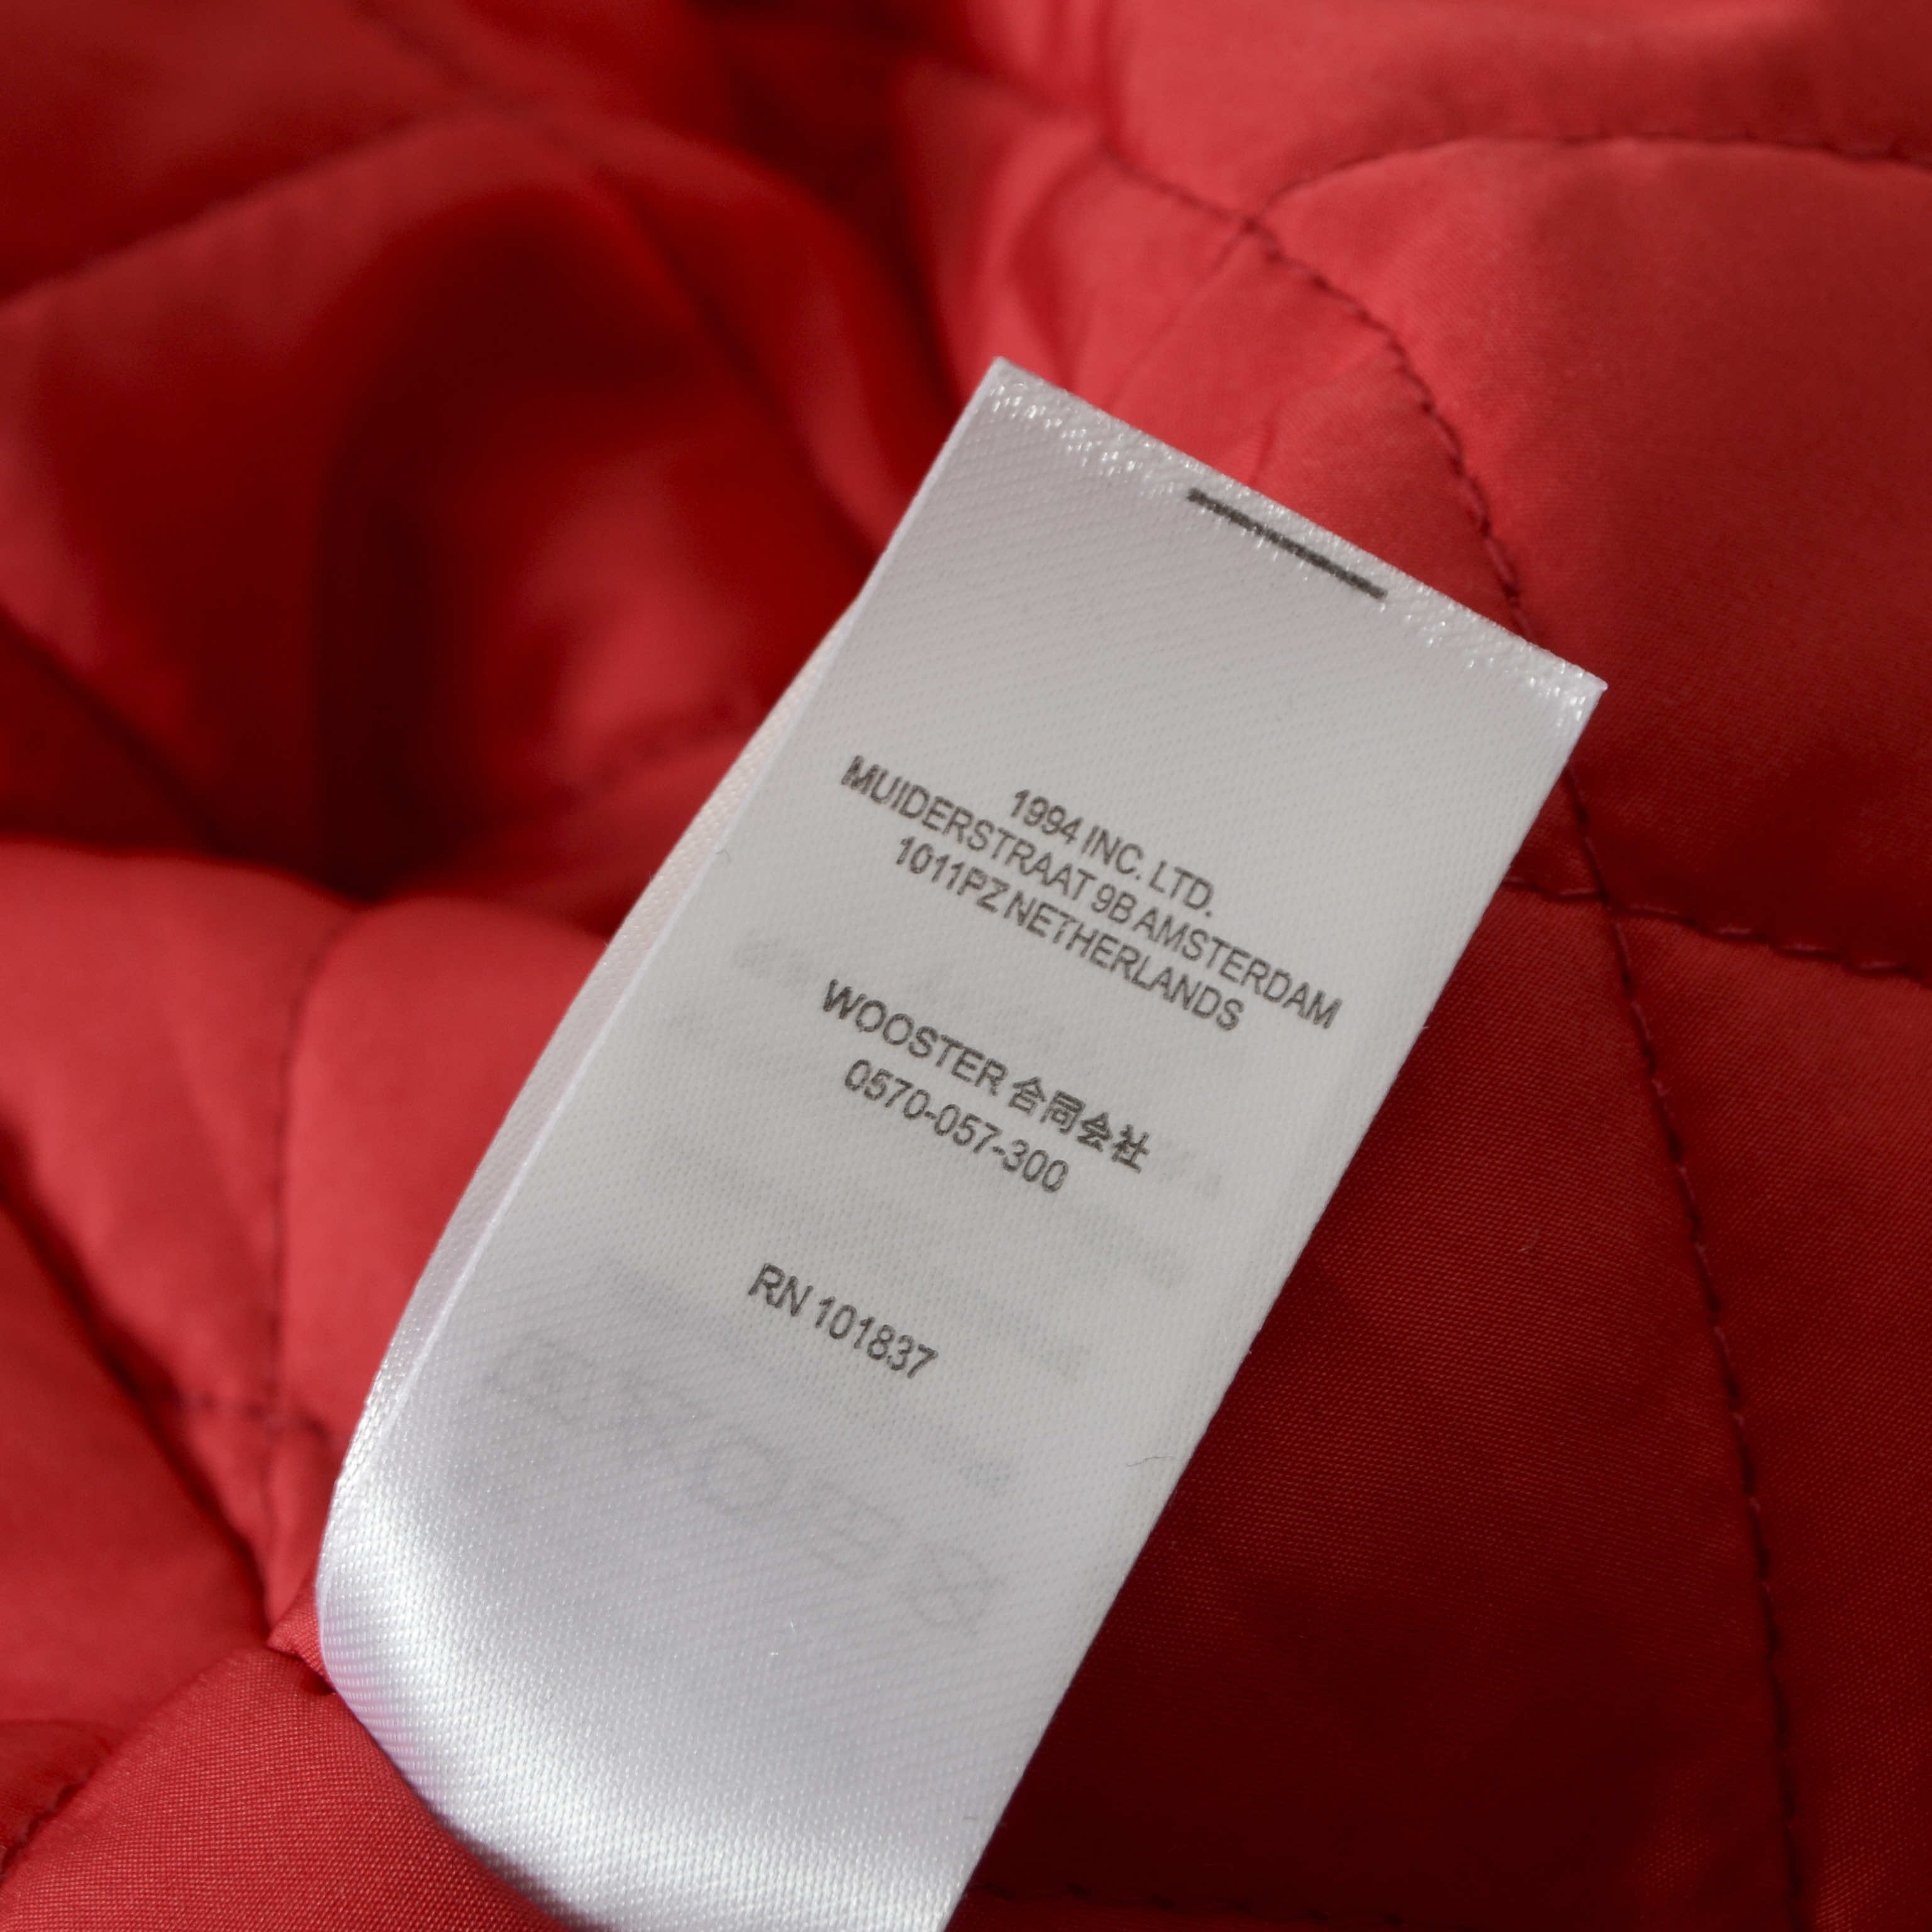 1994 INC. LTD.
MUIDERSTRAAT 9B AMSTERDAM
1011PZ NETHERLANDS
WOOSTER 合同会社
0570-057-300
RN 101837